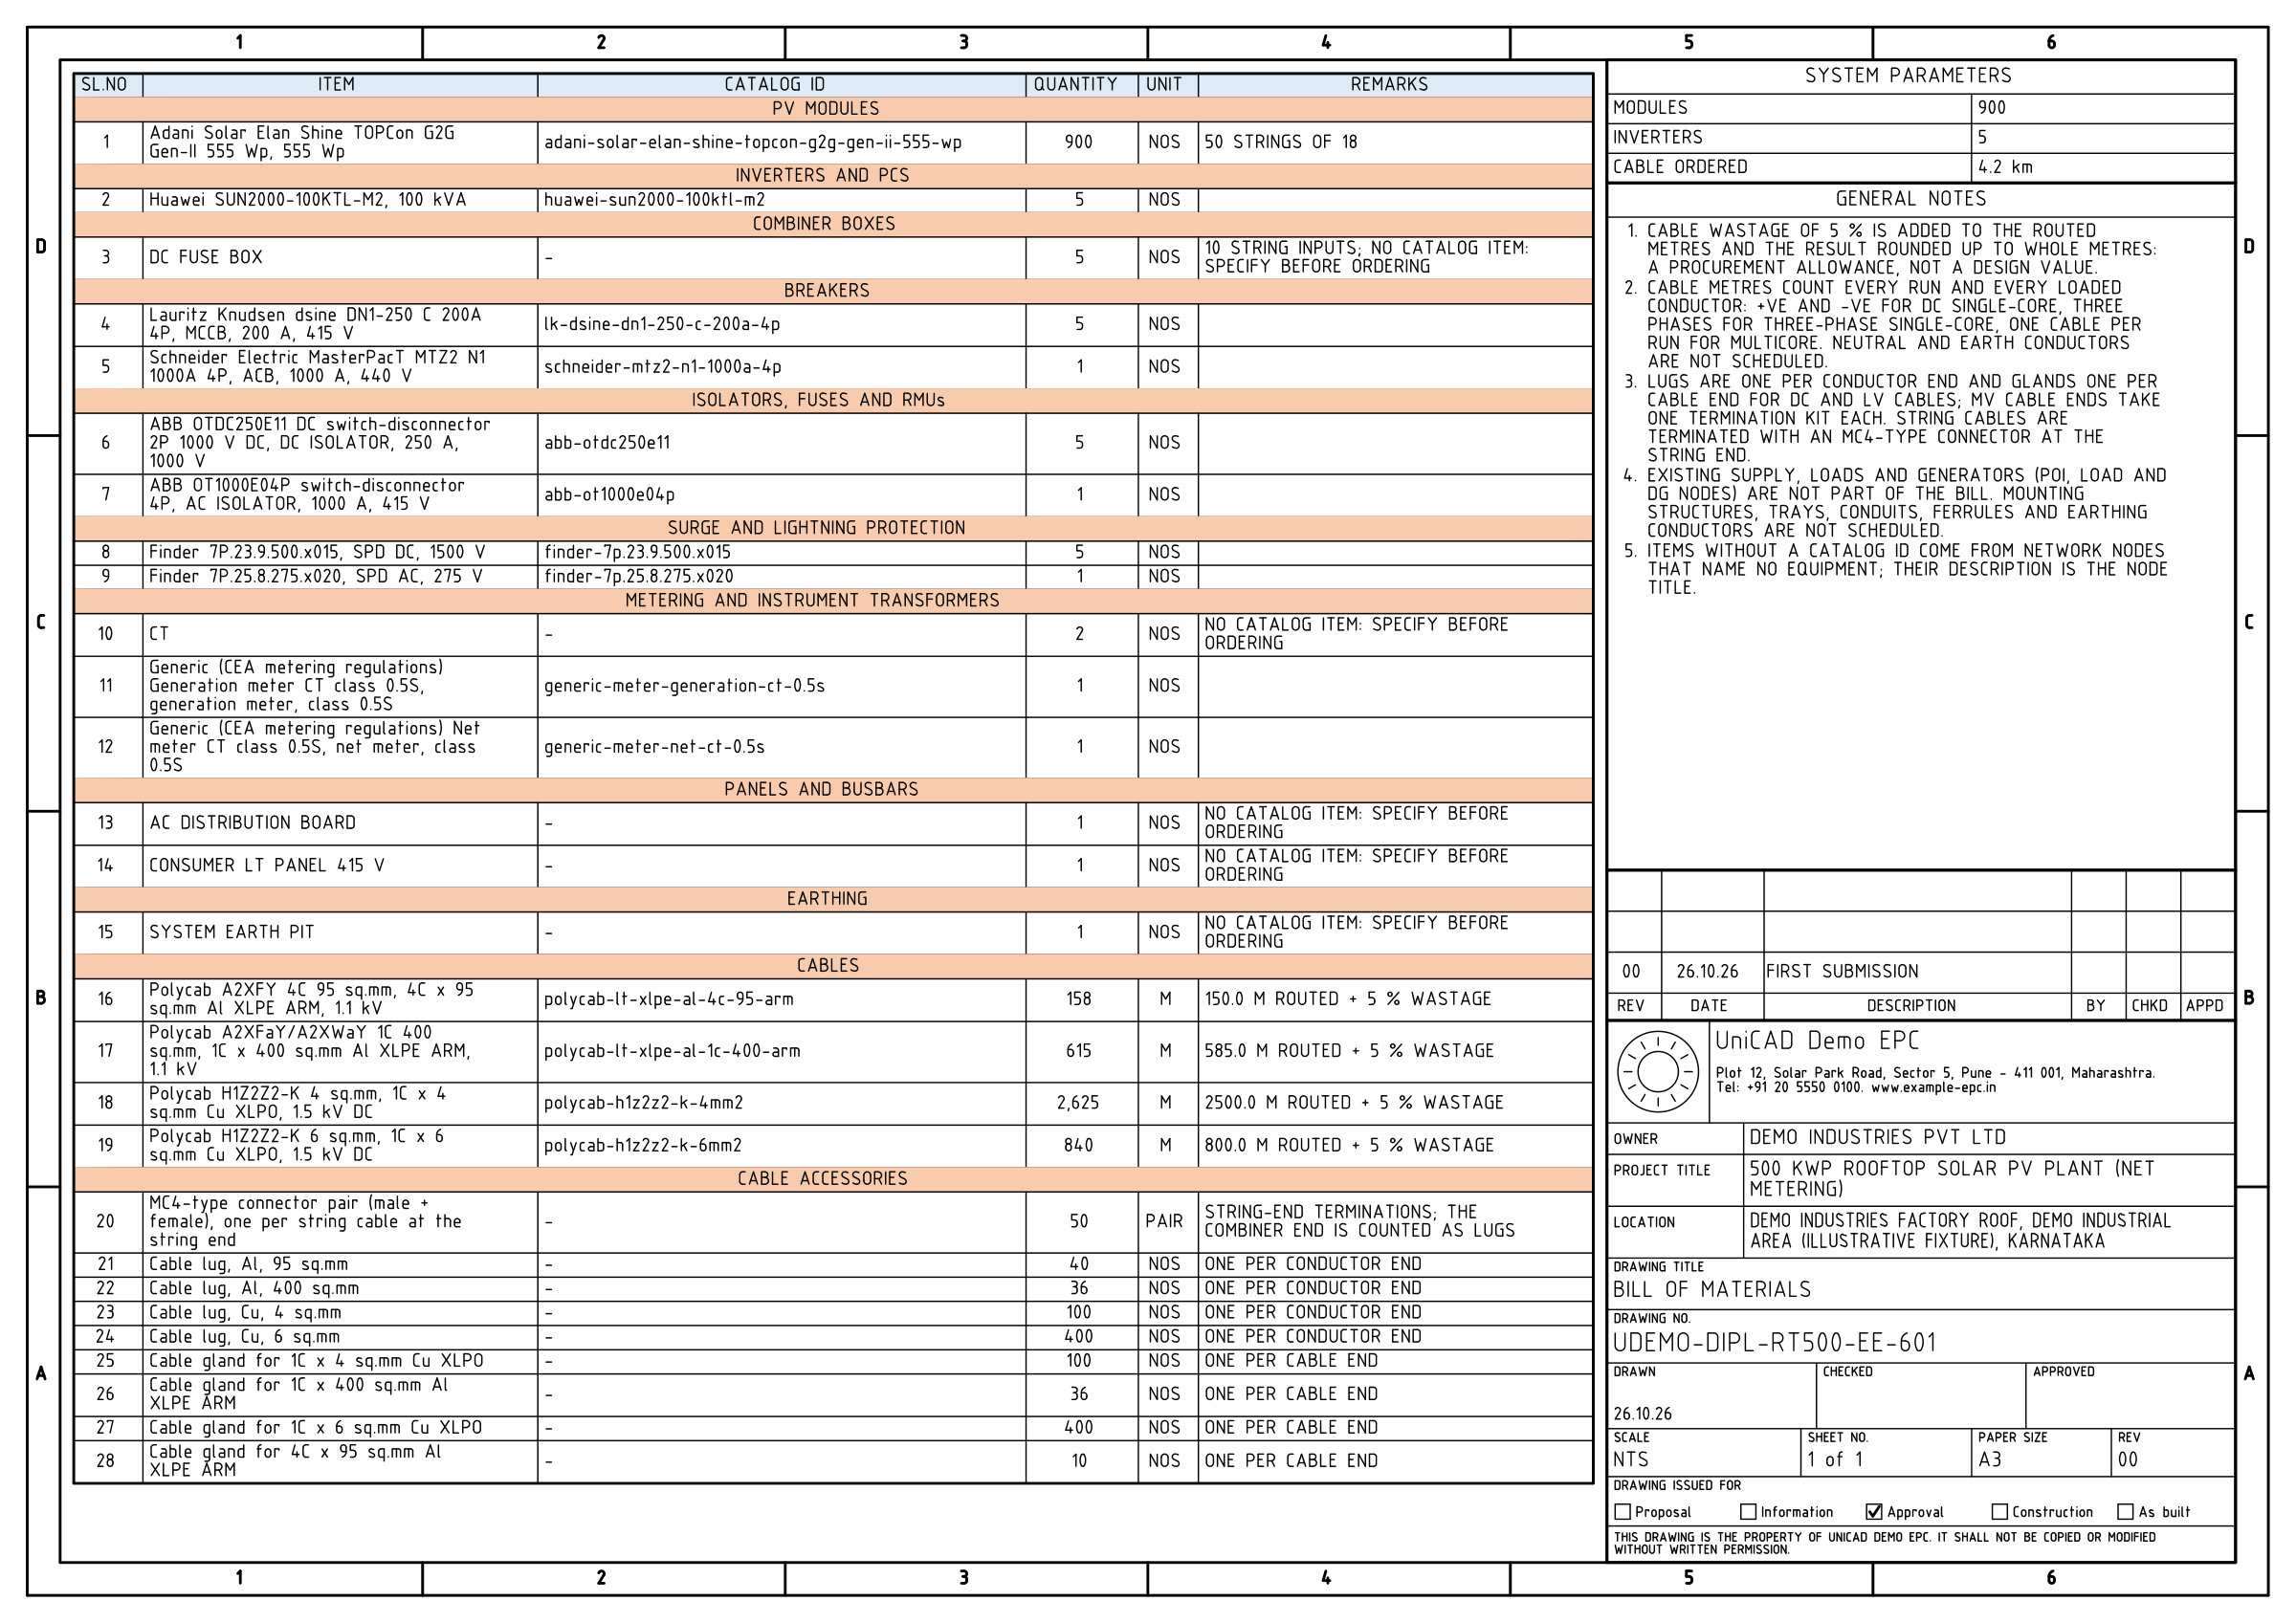 1 2 3 4 5 6
SL.NO ITEM CATALOG ID QUANTITY UNIT REMARKS
PV MODULES
1 Adani Solar Elan Shine TOPCon G2G Gen-II 555 Wp, 555 Wp adani-solar-elan-shine-topcon-g2g-gen-ii-555-wp 900 NOS 50 STRINGS OF 18
INVERTERS AND PCS
2 Huawei SUN2000-100KTL-M2, 100 kVA huawei-sun2000-100ktl-m2 5 NOS
COMBINER BOXES
3 DC FUSE BOX - 5 NOS 10 STRING INPUTS; NO CATALOG ITEM: SPECIFY BEFORE ORDERING
BREAKERS
4 Lauritz Knudsen dsine DN1-250 C 200A 4P, MCCB, 200 A, 415 V lk-dsine-dn1-250-c-200a-4p 5 NOS
5 Schneider Electric MasterPacT MTZ2 N1 1000A 4P, ACB, 1000 A, 440 V schneider-mtz2-n1-1000a-4p 1 NOS
ISOLATORS, FUSES AND RMUs
6 ABB OTDC250E11 DC switch-disconnector 2P 1000 V DC, DC ISOLATOR, 250 A, 1000 V abb-otdc250e11 5 NOS
7 ABB OT1000E04P switch-disconnector 4P, AC ISOLATOR, 1000 A, 415 V abb-ot1000e04p 1 NOS
SURGE AND LIGHTNING PROTECTION
8 Finder 7P.23.9.500.x015, SPD DC, 1500 V finder-7p.23.9.500.x015 5 NOS
9 Finder 7P.25.8.275.x020, SPD AC, 275 V finder-7p.25.8.275.x020 1 NOS
METERING AND INSTRUMENT TRANSFORMERS
10 CT - 2 NOS NO CATALOG ITEM: SPECIFY BEFORE ORDERING
11 Generic (CEA metering regulations) Generation meter CT class 0.5S, generation meter, class 0.5S generic-meter-generation-ct-0.5s 1 NOS
12 Generic (CEA metering regulations) Net meter CT class 0.5S, net meter, class 0.5S generic-meter-net-ct-0.5s 1 NOS
PANELS AND BUSBARS
13 AC DISTRIBUTION BOARD - 1 NOS NO CATALOG ITEM: SPECIFY BEFORE ORDERING
14 CONSUMER LT PANEL 415 V - 1 NOS NO CATALOG ITEM: SPECIFY BEFORE ORDERING
EARTHING
15 SYSTEM EARTH PIT - 1 NOS NO CATALOG ITEM: SPECIFY BEFORE ORDERING
CABLES
16 Polycab A2XFY 4C 95 sq.mm, 4C x 95 sq.mm Al XLPE ARM, 1.1 kV polycab-lt-xlpe-al-4c-95-arm 158 M 150.0 M ROUTED + 5 % WASTAGE
17 Polycab A2XFaY/A2XWaY 1C 400 sq.mm, 1C x 400 sq.mm Al XLPE ARM, 1.1 kV polycab-lt-xlpe-al-1c-400-arm 615 M 585.0 M ROUTED + 5 % WASTAGE
18 Polycab H1Z2Z2-K 4 sq.mm, 1C x 4 sq.mm Cu XLPO, 1.5 kV DC polycab-h1z2z2-k-4mm2 2,625 M 2500.0 M ROUTED + 5 % WASTAGE
19 Polycab H1Z2Z2-K 6 sq.mm, 1C x 6 sq.mm Cu XLPO, 1.5 kV DC polycab-h1z2z2-k-6mm2 840 M 800.0 M ROUTED + 5 % WASTAGE
CABLE ACCESSORIES
20 MC4-type connector pair (male + female), one per string cable at the string end - 50 PAIR STRING-END TERMINATIONS; THE COMBINER END IS COUNTED AS LUGS
21 Cable lug, Al, 95 sq.mm - 40 NOS ONE PER CONDUCTOR END
22 Cable lug, Al, 400 sq.mm - 36 NOS ONE PER CONDUCTOR END
23 Cable lug, Cu, 4 sq.mm - 100 NOS ONE PER CONDUCTOR END
24 Cable lug, Cu, 6 sq.mm - 400 NOS ONE PER CONDUCTOR END
25 Cable gland for 1C x 4 sq.mm Cu XLPO - 100 NOS ONE PER CABLE END
26 Cable gland for 1C x 400 sq.mm Al XLPE ARM - 36 NOS ONE PER CABLE END
27 Cable gland for 1C x 6 sq.mm Cu XLPO - 400 NOS ONE PER CABLE END
28 Cable gland for 4C x 95 sq.mm Al XLPE ARM - 10 NOS ONE PER CABLE END
SYSTEM PARAMETERS
MODULES 900
INVERTERS 5
CABLE ORDERED 4.2 km
GENERAL NOTES
1. CABLE WASTAGE OF 5 % IS ADDED TO THE ROUTED
METRES AND THE RESULT ROUNDED UP TO WHOLE METRES:
A PROCUREMENT ALLOWANCE, NOT A DESIGN VALUE.
2. CABLE METRES COUNT EVERY RUN AND EVERY LOADED
CONDUCTOR: +VE AND -VE FOR DC SINGLE-CORE, THREE
PHASES FOR THREE-PHASE SINGLE-CORE, ONE CABLE PER
RUN FOR MULTICORE. NEUTRAL AND EARTH CONDUCTORS
ARE NOT SCHEDULED.
3. LUGS ARE ONE PER CONDUCTOR END AND GLANDS ONE PER
CABLE END FOR DC AND LV CABLES; MV CABLE ENDS TAKE
ONE TERMINATION KIT EACH. STRING CABLES ARE
TERMINATED WITH AN MC4-TYPE CONNECTOR AT THE
STRING END.
4. EXISTING SUPPLY, LOADS AND GENERATORS (POI, LOAD AND
DG NODES) ARE NOT PART OF THE BILL. MOUNTING
STRUCTURES, TRAYS, CONDUITS, FERRULES AND EARTHING
CONDUCTORS ARE NOT SCHEDULED.
5. ITEMS WITHOUT A CATALOG ID COME FROM NETWORK NODES
THAT NAME NO EQUIPMENT; THEIR DESCRIPTION IS THE NODE
TITLE.
00 26.10.26 FIRST SUBMISSION
REV DATE DESCRIPTION BY CHKD APPD
UniCAD Demo EPC
Plot 12, Solar Park Road, Sector 5, Pune - 411 001, Maharashtra.
Tel: +91 20 5550 0100. www.example-epc.in
OWNER DEMO INDUSTRIES PVT LTD
PROJECT TITLE 500 KWP ROOFTOP SOLAR PV PLANT (NET
METERING)
LOCATION DEMO INDUSTRIES FACTORY ROOF, DEMO INDUSTRIAL
AREA (ILLUSTRATIVE FIXTURE), KARNATAKA
DRAWING TITLE
BILL OF MATERIALS
DRAWING NO.
UDEMO-DIPL-RT500-EE-601
DRAWN CHECKED APPROVED
26.10.26
SCALE SHEET NO. PAPER SIZE REV
NTS 1 of 1 A3 00
DRAWING ISSUED FOR
Proposal Information Approval Construction As built
THIS DRAWING IS THE PROPERTY OF UNICAD DEMO EPC. IT SHALL NOT BE COPIED OR MODIFIED
WITHOUT WRITTEN PERMISSION.
D D
C C
B B
A A
1 2 3 4 5 6